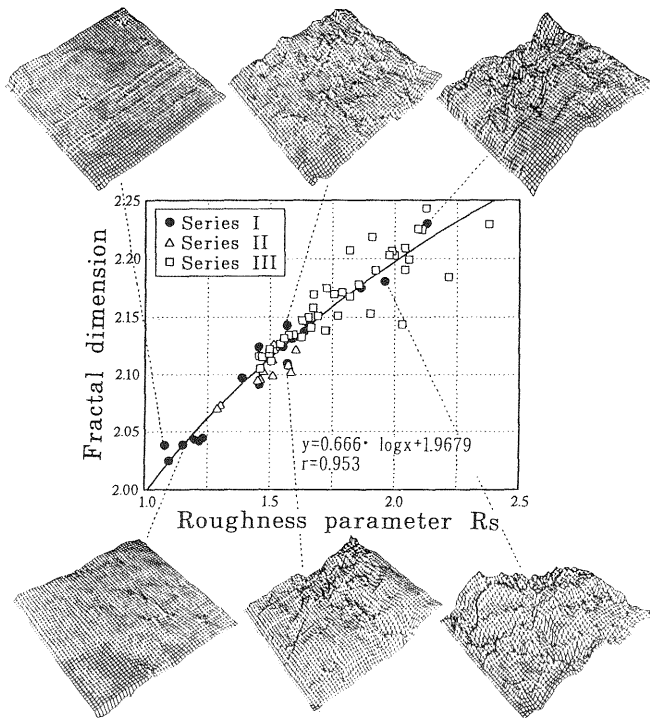 2.25
2.20
2.15
2.10
2.05
2.00
Fractal dimension
Series I
Series II
Series III
y=0.666· logx+1.9679
r=0.953
1.0
1.5
2.0
2.5
Roughness parameter Rs